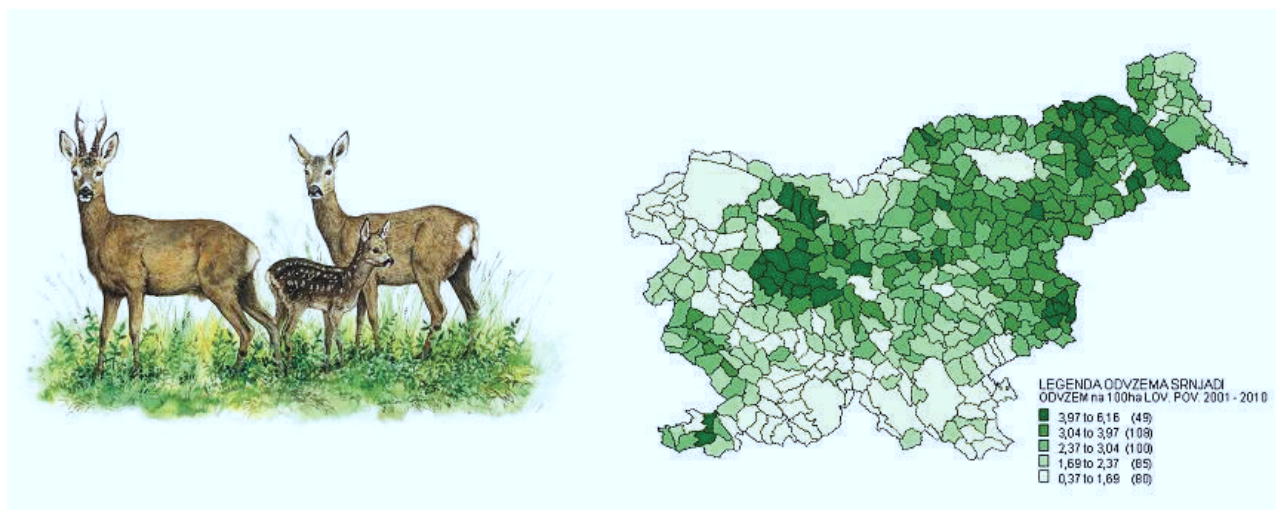 LEGENDA ODVZEMA SRNJADI
ODVZEM na 100ha LOV. POV. 2001 - 2010
3,97 to 6,16 (49)
3,04 to 3,97 (108)
2,37 to 3,04 (100)
1,69 to 2,37 (85)
0,37 to 1,69 (80)